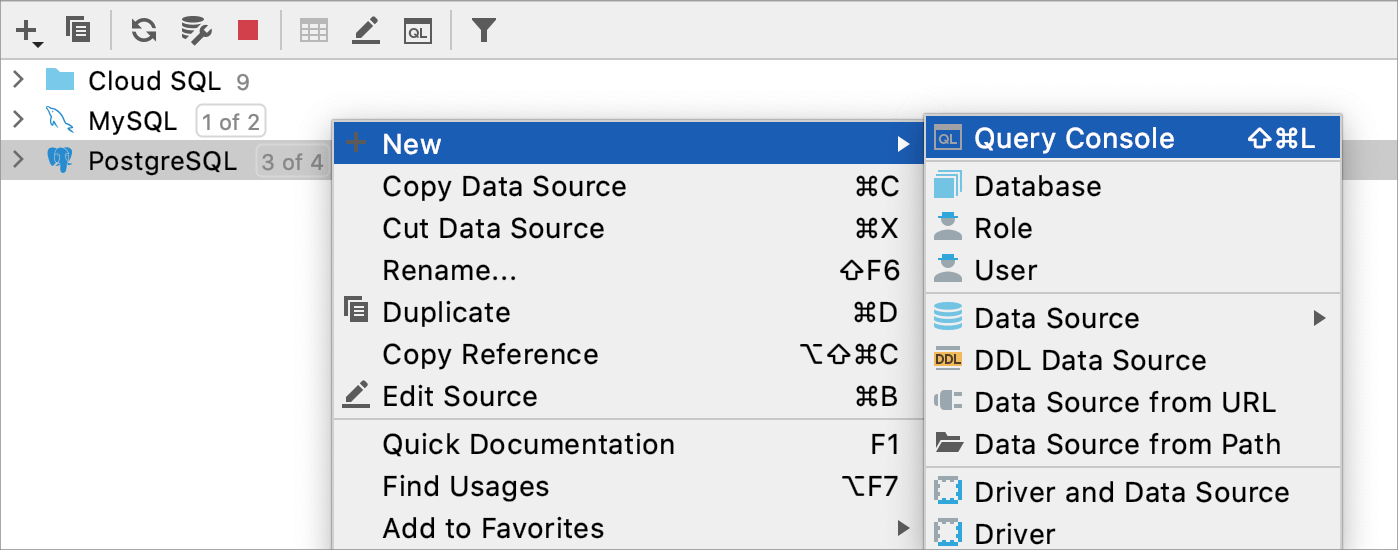 QL
Cloud SQL 9
MySQL 1 of 2
PostgreSQL 3 of 4
New
Copy Data Source ⌘C
Cut Data Source ⌘X
Rename... ⇧F6
Duplicate ⌘D
Copy Reference ⌥⇧⌘C
Edit Source ⌘B
Quick Documentation F1
Find Usages ⌥F7
Add to Favorites
QL Query Console ⇧⌘L
Database
Role
User
Data Source
DDL DDL Data Source
Data Source from URL
Data Source from Path
Driver and Data Source
Driver